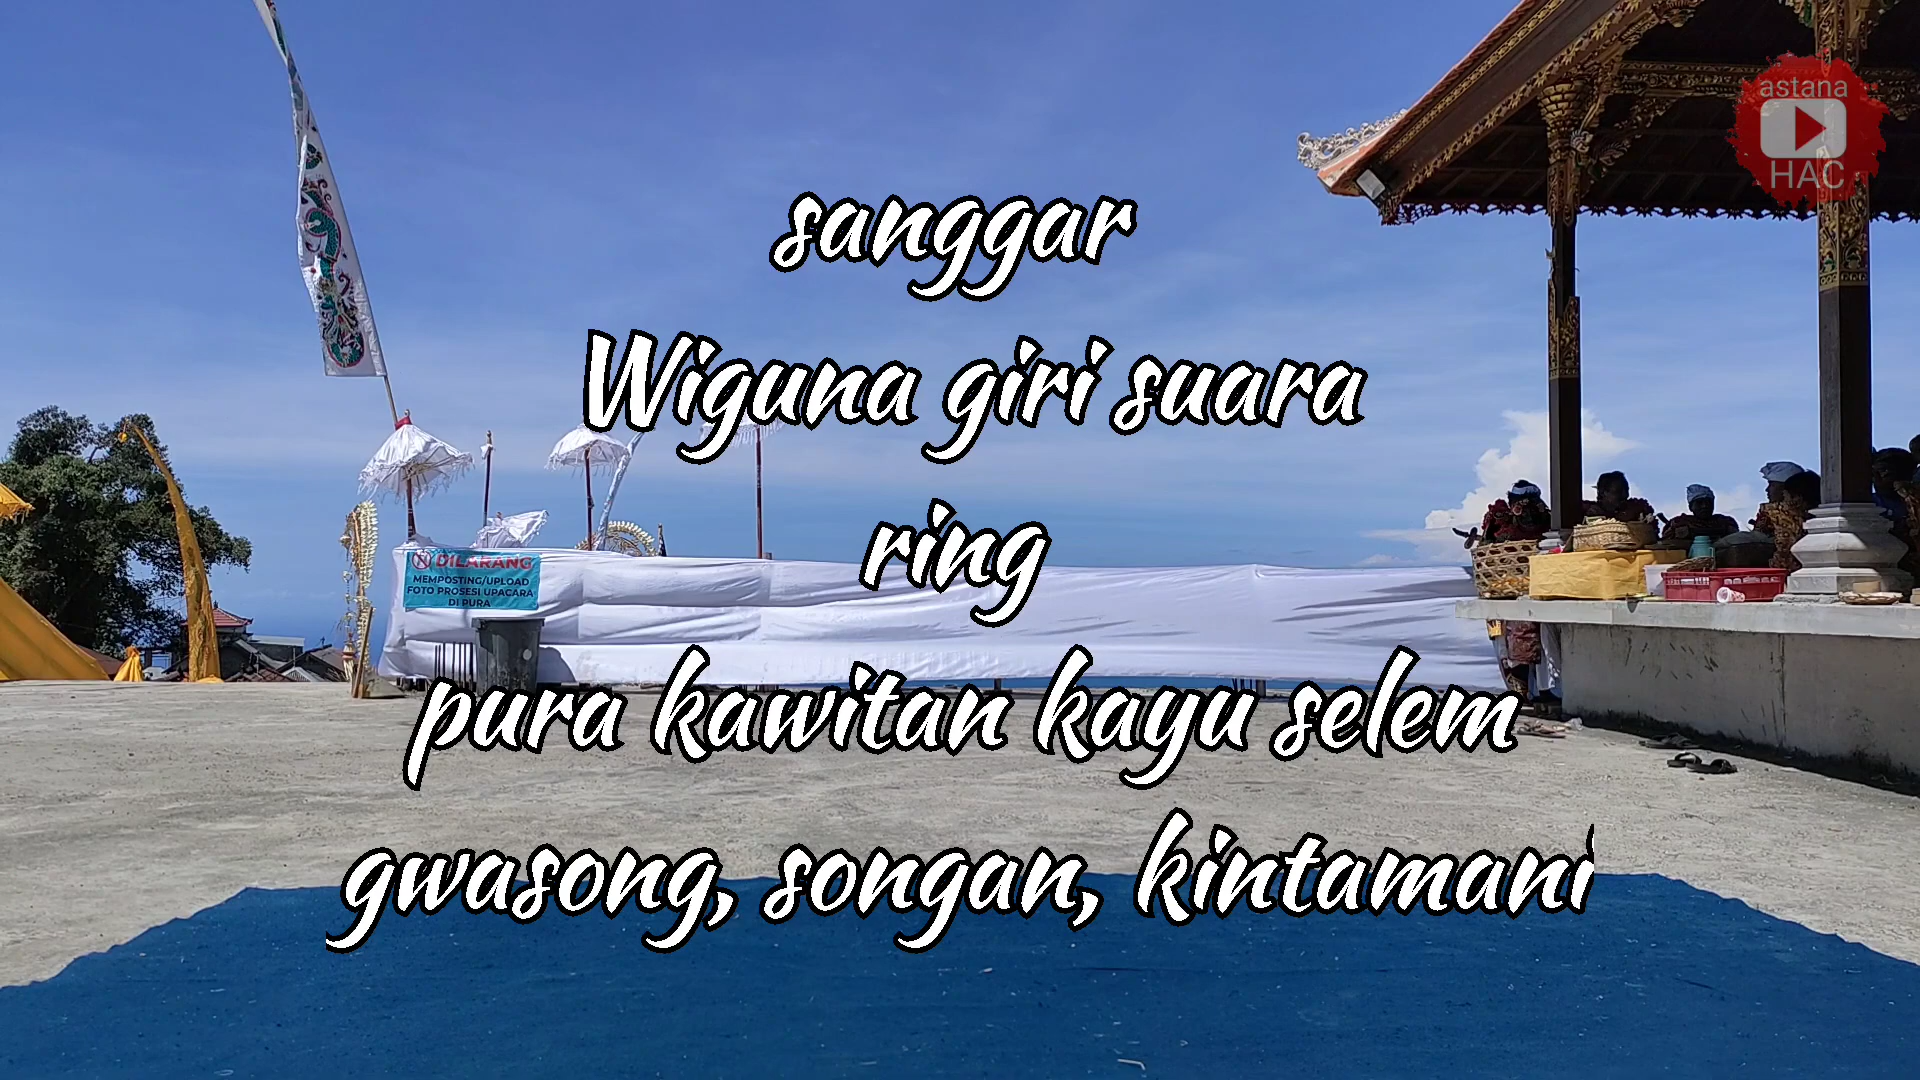 astana
HAC
sanggar
Wiguna giri suara
ring
pura kawitan kayu selem
gwasong, songan, kintamani
DILARANG
MEMPOSTING/UPLOAD
FOTO PROSESI UPACARA
DI PURA